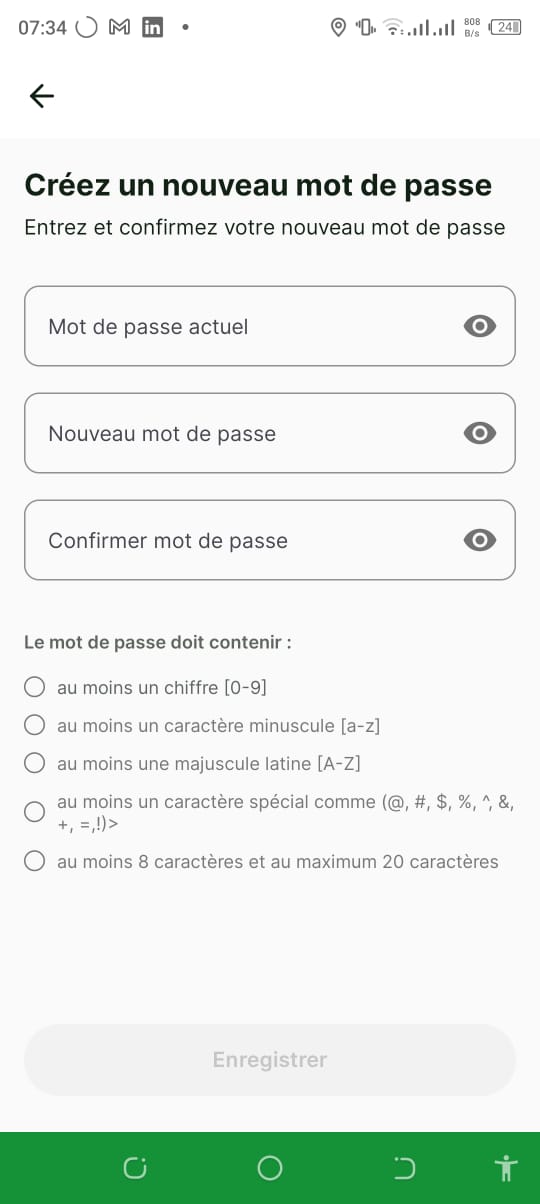 07:34
808
B/s
24
Créez un nouveau mot de passe
Entrez et confirmez votre nouveau mot de passe
Mot de passe actuel
Nouveau mot de passe
Confirmer mot de passe
Le mot de passe doit contenir :
au moins un chiffre [0-9]
au moins un caractère minuscule [a-z]
au moins une majuscule latine [A-Z]
au moins un caractère spécial comme (@, #, $, %, ^, &,
+, =,!)>
au moins 8 caractères et au maximum 20 caractères
Enregistrer